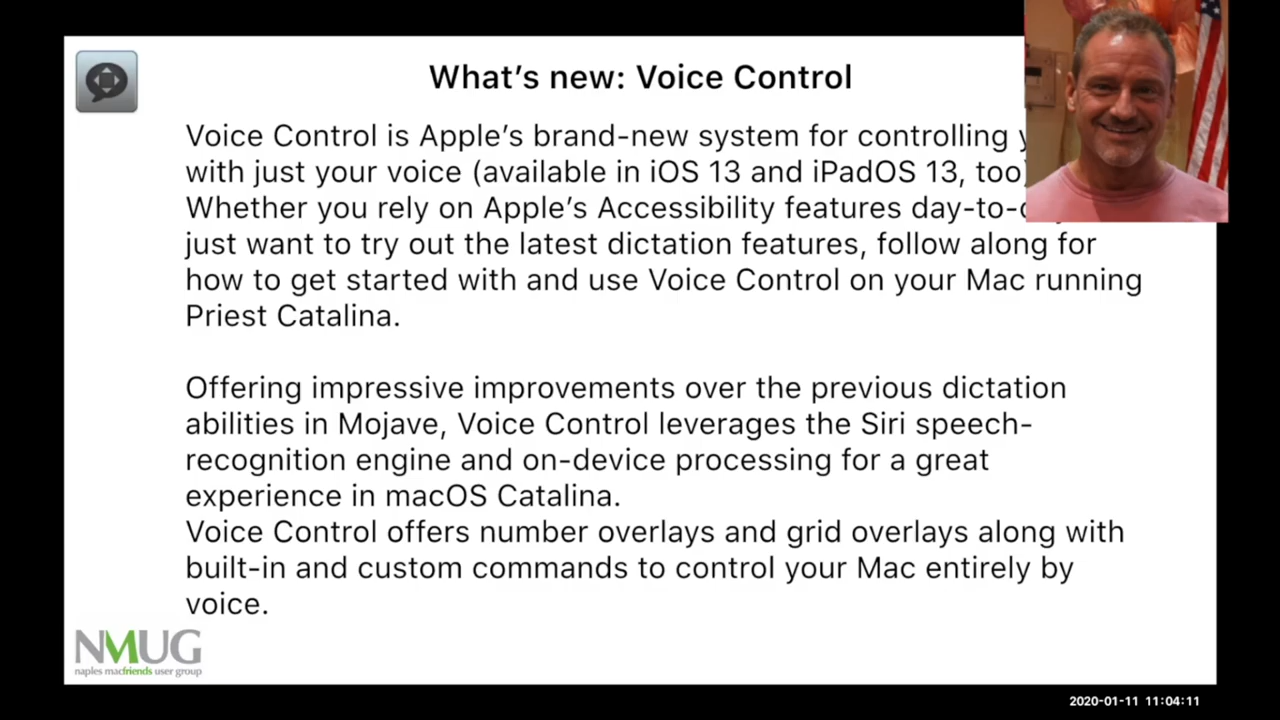 What's new: Voice Control
Voice Control is Apple's brand-new system for controlling
with just your voice (available in iOS 13 and iPadOS 13, too)
Whether you rely on Apple's Accessibility features
just want to try out the latest dictation features, follow along for
how to get started with and use Voice Control on your Mac running
Priest Catalina.
Offering impressive improvements over the previous dictation
abilities in Mojave, Voice Control leverages the Siri speech-
recognition engine and on-device processing for a great
experience in macOS Catalina.
Voice Control offers number overlays and grid overlays along with
built-in and custom commands to control your Mac entirely by
voice.
NMUG
naples macfriends user group
2020-01-11 11:04:11